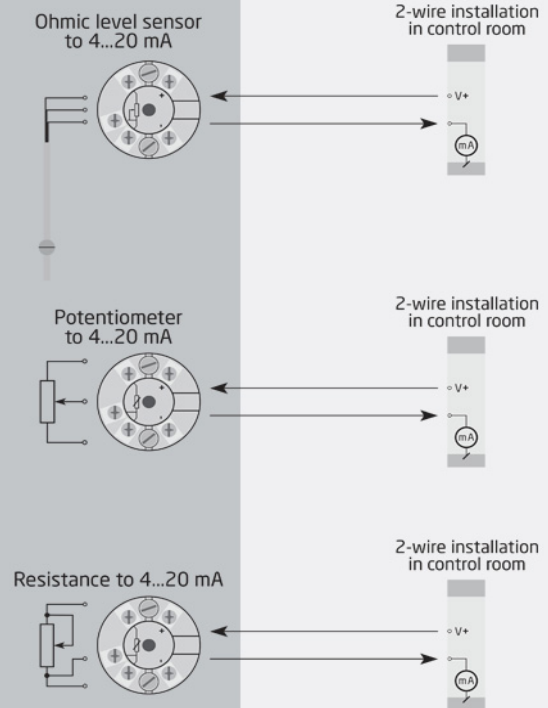 Ohmic level sensor
to 4...20 mA
2-wire installation
in control room
+
-
V+
mA
Potentiometer
to 4...20 mA
2-wire installation
in control room
+
-
V+
mA
Resistance to 4...20 mA
2-wire installation
in control room
+
-
V+
mA